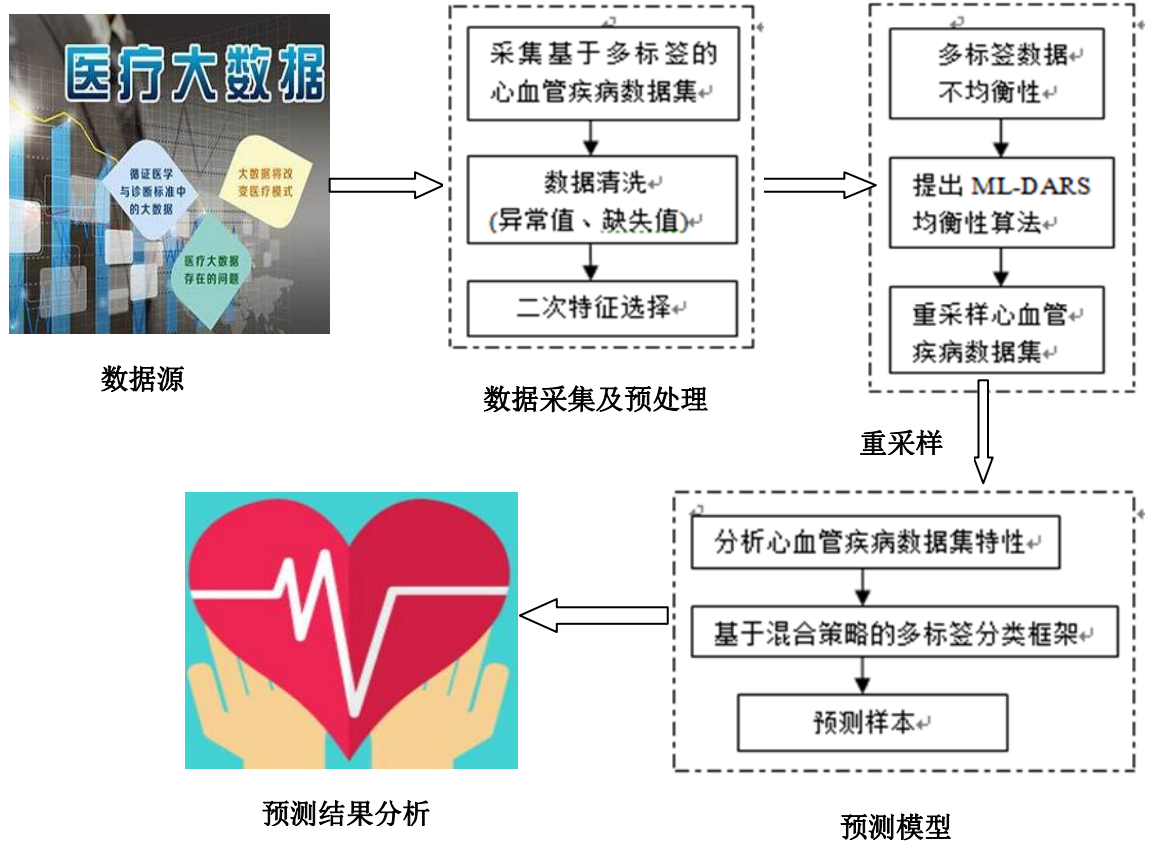 医疗大数据
循证医学
与诊断标准中
的大数据
大数据将改
变医疗模式
医疗大数据
存在的问题
数据源
采集基于多标签的
心血管疾病数据集
数据清洗
(异常值、缺失值)
二次特征选择
数据采集及预处理
多标签数据
不均衡性
提出 ML-DARS
均衡性算法
重采样心血管
疾病数据集
重采样
分析心血管疾病数据集特性
基于混合策略的多标签分类框架
预测样本
预测模型
预测结果分析